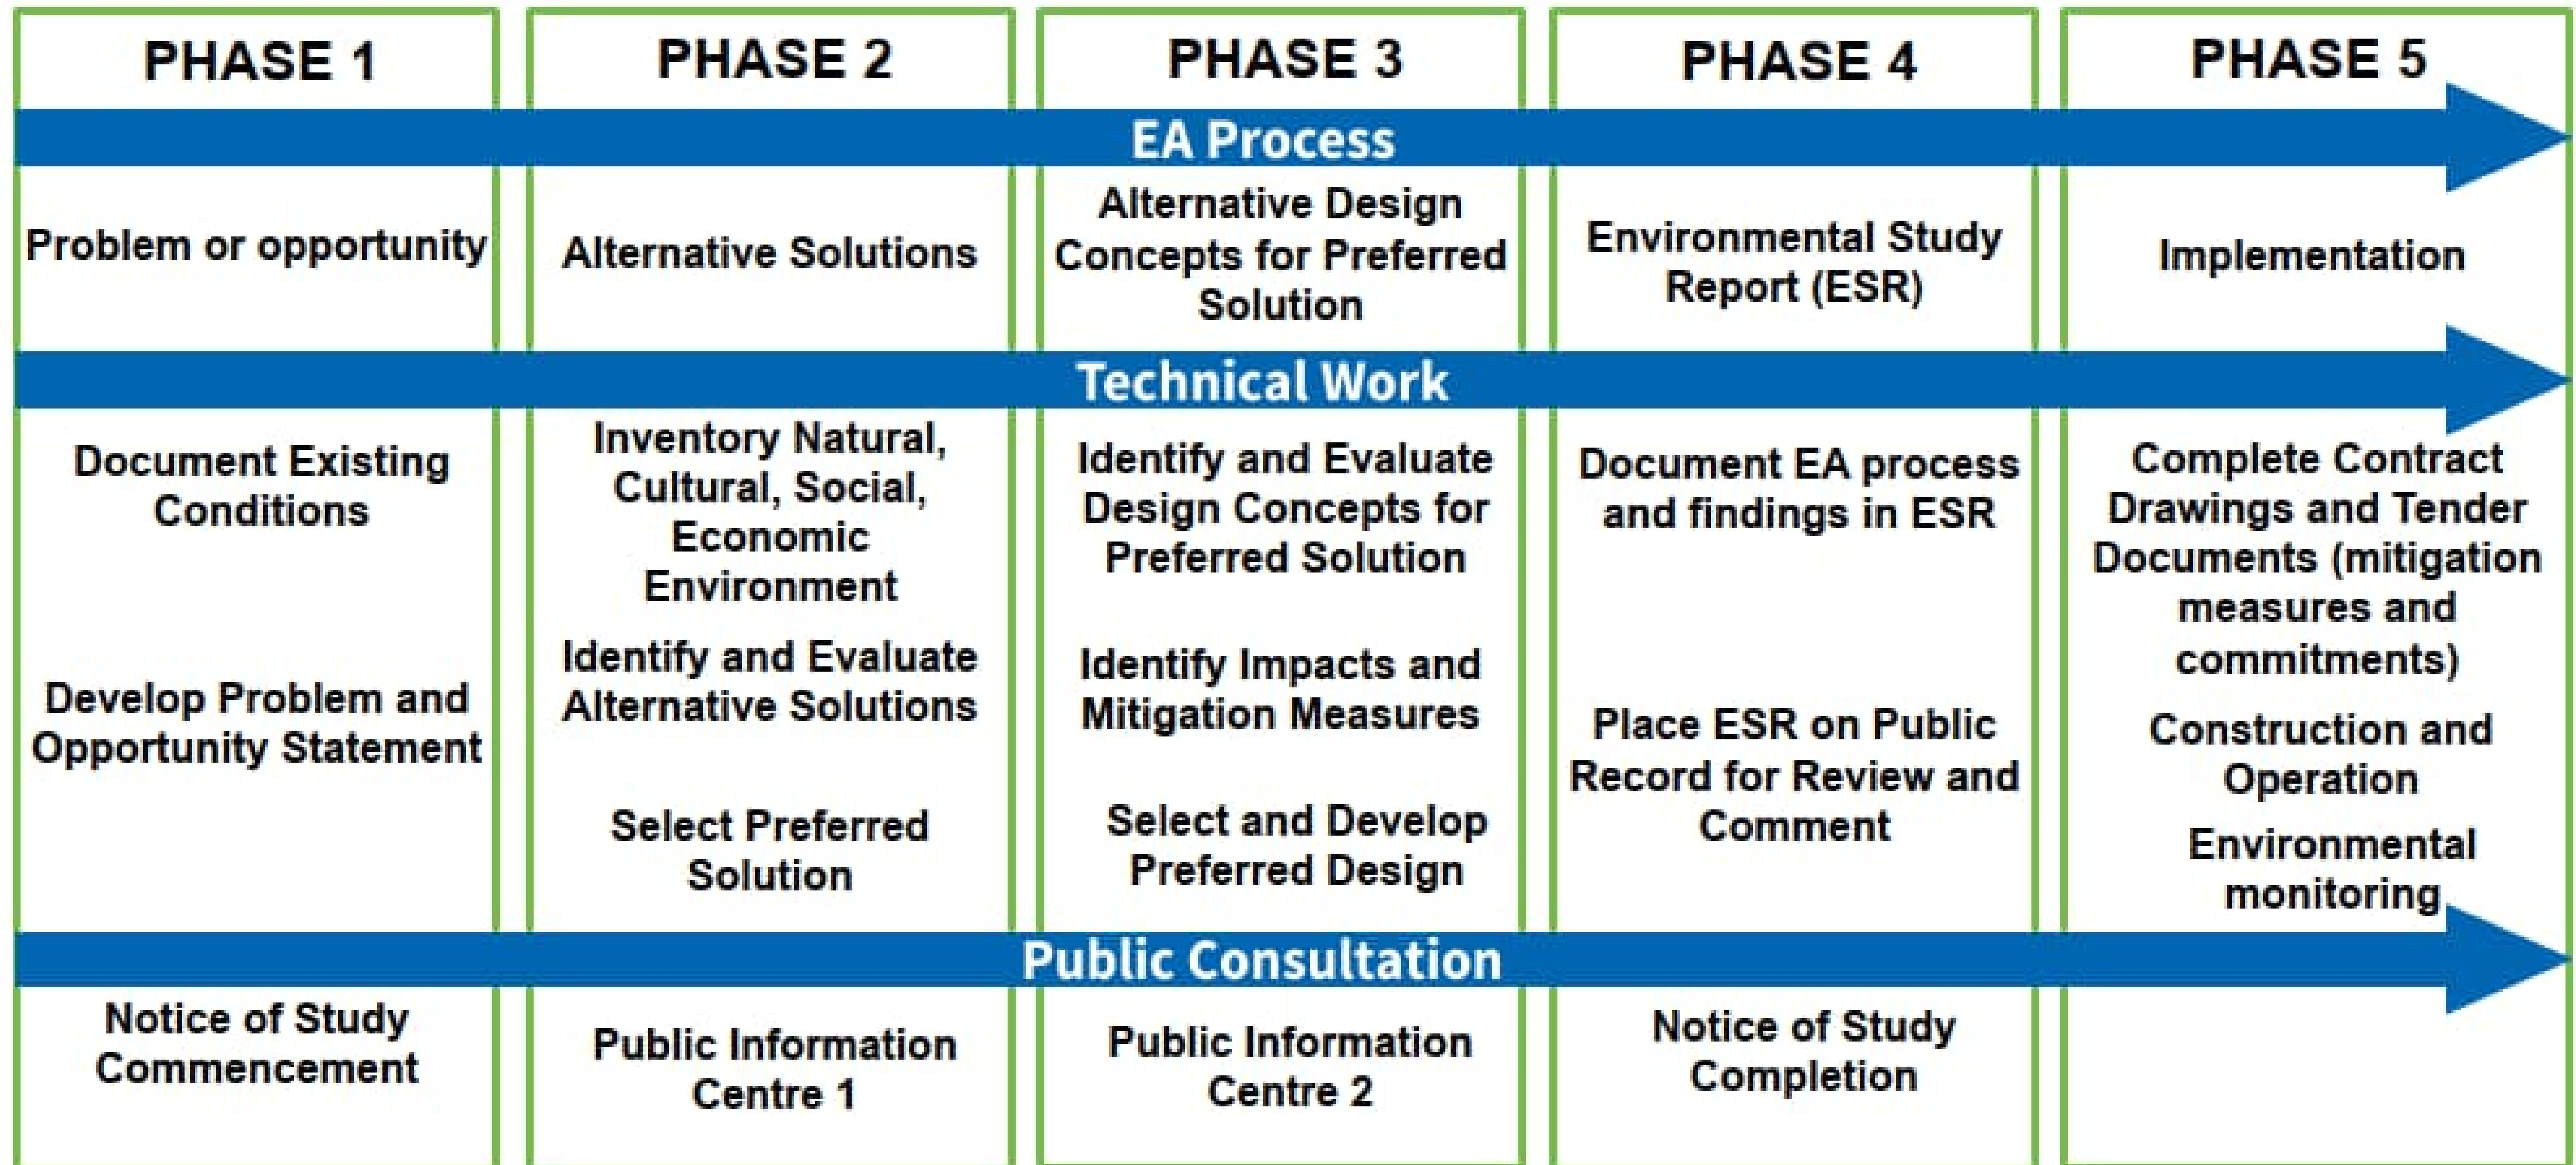 PHASE 1
PHASE 2
PHASE 3
PHASE 4
PHASE 5
EA Process
Problem or opportunity
Alternative Solutions
Alternative Design
Concepts for Preferred
Solution
Environmental Study
Report (ESR)
Implementation
Technical Work
Document Existing
Conditions
Develop Problem and
Opportunity Statement
Inventory Natural,
Cultural, Social,
Economic
Environment
Identify and Evaluate
Alternative Solutions
Select Preferred
Solution
Identify and Evaluate
Design Concepts for
Preferred Solution
Identify Impacts and
Mitigation Measures
Select and Develop
Preferred Design
Document EA process
and findings in ESR
Place ESR on Public
Record for Review and
Comment
Complete Contract
Drawings and Tender
Documents (mitigation
measures and
commitments)
Construction and
Operation
Environmental
monitoring
Public Consultation
Notice of Study
Commencement
Public Information
Centre 1
Public Information
Centre 2
Notice of Study
Completion